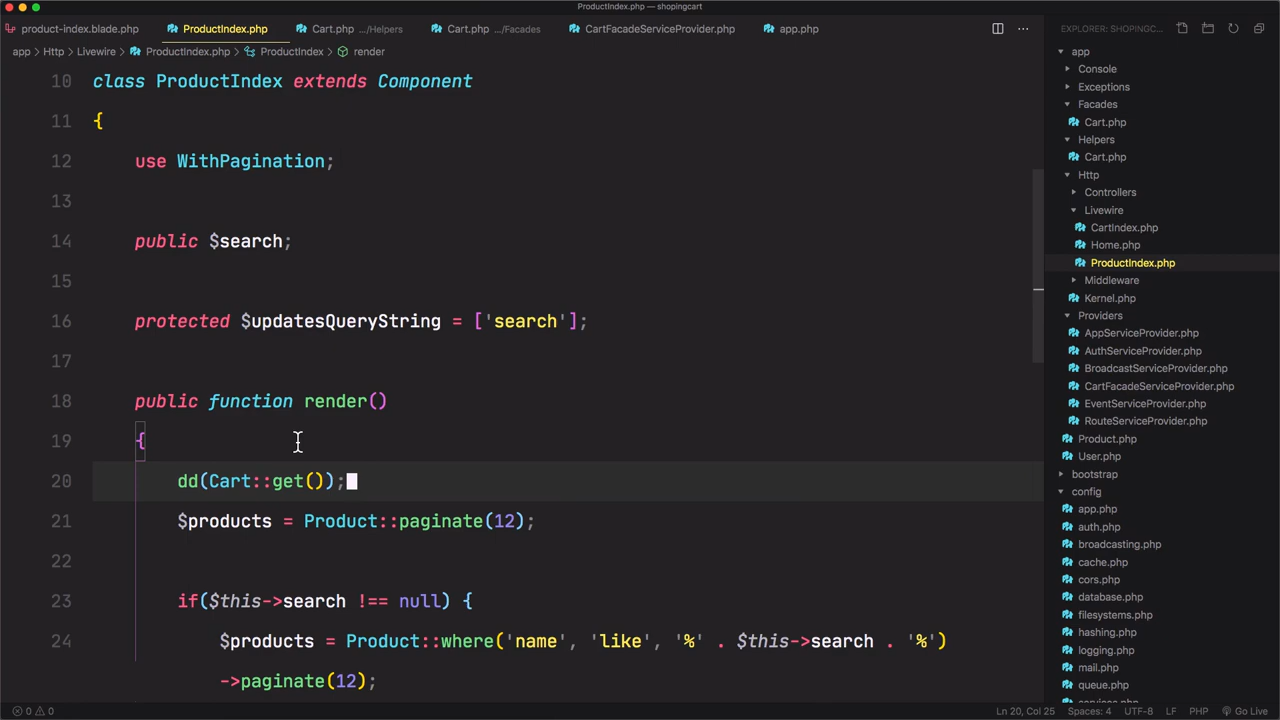 ProductIndex.php — shopingcart
product-index.blade.php
ProductIndex.php
Cart.php .../Helpers
Cart.php .../Facades
CartFacadeServiceProvider.php
app.php
app > Http > Livewire > ProductIndex.php > ProductIndex > render
10 class ProductIndex extends Component
11 {
12 use WithPagination;
13
14 public $search;
15
16 protected $updatesQueryString = ['search'];
17
18 public function render()
19 {
20 dd(Cart::get());
21 $products = Product::paginate(12);
22
23 if($this->search !== null) {
24 $products = Product::where('name', 'like', '%' . $this->search . '%')
->paginate(12);
EXPLORER: SHOPINGC...
app
Console
Exceptions
Facades
Cart.php
Helpers
Cart.php
Http
Controllers
Livewire
CartIndex.php
Home.php
ProductIndex.php
Middleware
Kernel.php
Providers
AppServiceProvider.php
AuthServiceProvider.php
BroadcastServiceProvider.php
CartFacadeServiceProvider.php
EventServiceProvider.php
RouteServiceProvider.php
Product.php
User.php
bootstrap
config
app.php
auth.php
broadcasting.php
cache.php
cors.php
database.php
filesystems.php
hashing.php
logging.php
mail.php
queue.php
services.php
0 0
Ln 20, Col 25 Spaces: 4 UTF-8 LF PHP Go Live